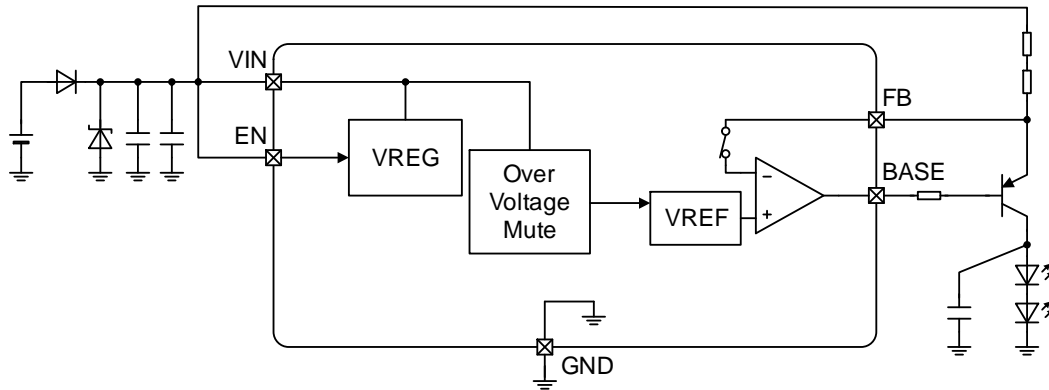 VIN
FB
EN
VREG
Over
Voltage
Mute
BASE
VREF
−
+
GND